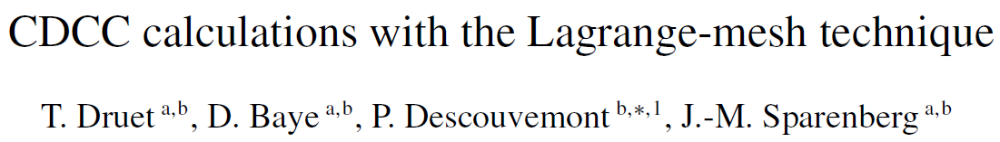 CDCC calculations with the Lagrange-mesh technique
T. Druet a,b, D. Baye a,b, P. Descouvemont b,*,1, J.-M. Sparenberg a,b